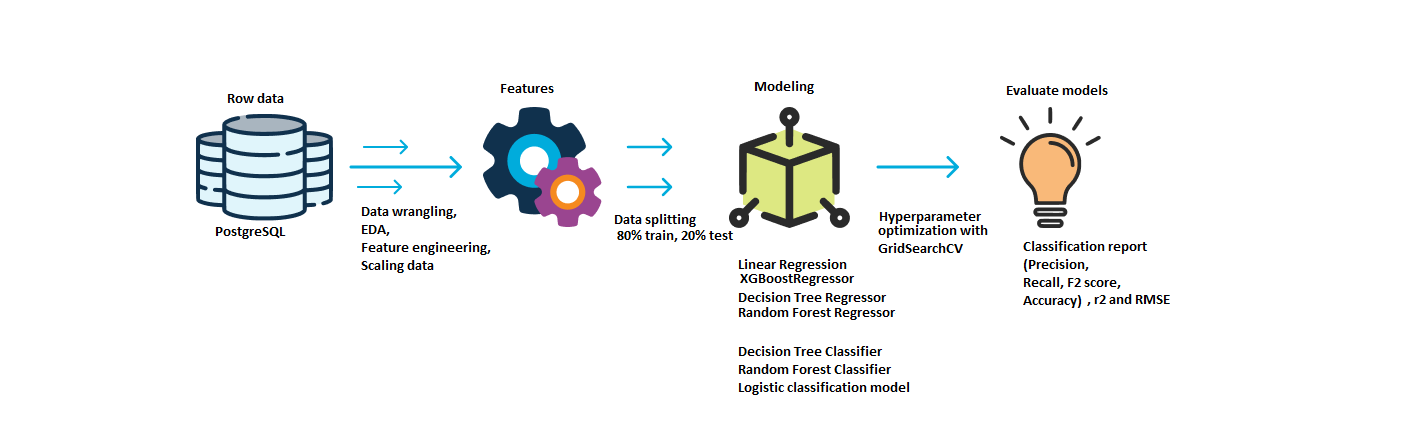 Row data
PostgreSQL
Data wrangling,
EDA,
Feature engineering,
Scaling data
Features
Data splitting
80% train, 20% test
Modeling
Linear Regression
XGBoostRegressor
Decision Tree Regressor
Random Forest Regressor
Decision Tree Classifier
Random Forest Classifier
Logistic classification model
Hyperparameter
optimization with
GridSearchCV
Evaluate models
Classification report
(Precision,
Recall, F2 score,
Accuracy) , r2 and RMSE